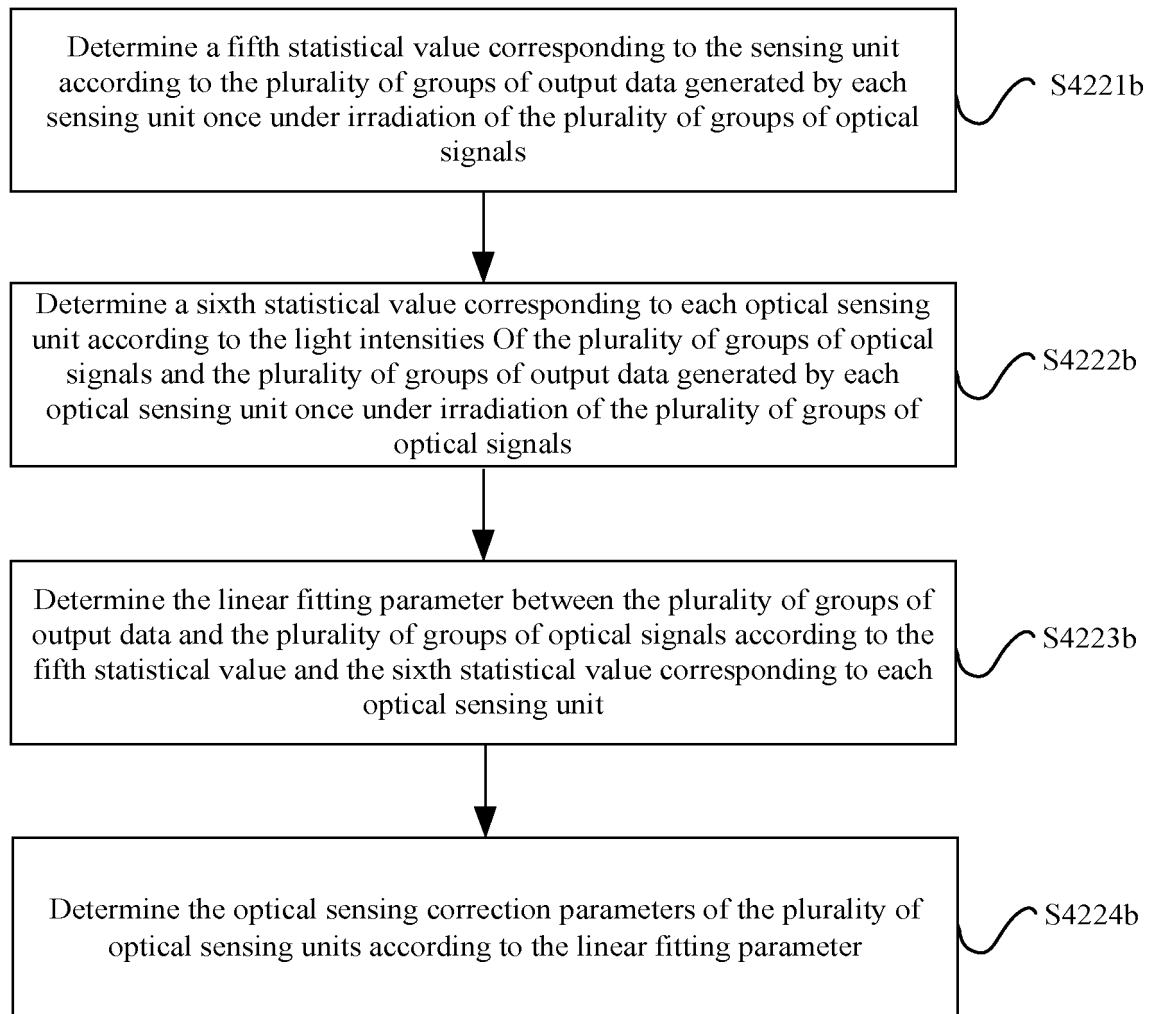 Determine a fifth statistical value corresponding to the sensing unit
according to the plurality of groups of output data generated by each
sensing unit once under irradiation of the plurality of groups of optical
signals
S4221b
Determine a sixth statistical value corresponding to each optical sensing
unit according to the light intensities Of the plurality of groups of optical
signals and the plurality of groups of output data generated by each
optical sensing unit once under irradiation of the plurality of groups of
optical signals
S4222b
Determine the linear fitting parameter between the plurality of groups of
output data and the plurality of groups of optical signals according to the
fifth statistical value and the sixth statistical value corresponding to each
optical sensing unit
S4223b
Determine the optical sensing correction parameters of the plurality of
optical sensing units according to the linear fitting parameter
S4224b